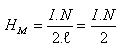 H_M = I.N / 2.ℓ = I.N / 2